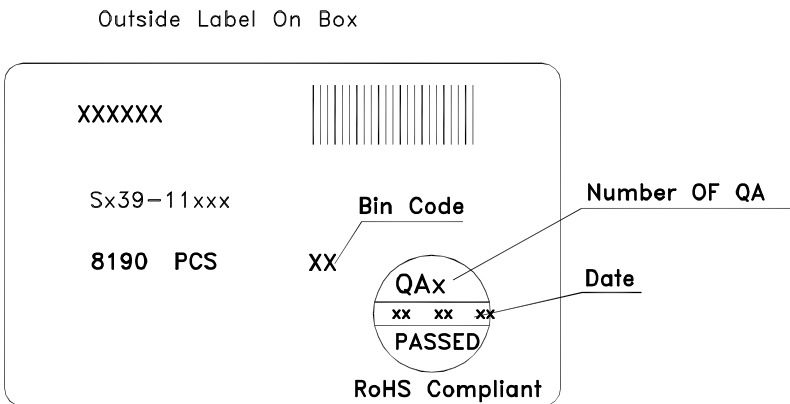 Outside Label On Box
XXXXXX
Sx39-11xxx
Bin Code
Number OF QA
8190 PCS
XX
QAx
Date
xx xx xx
PASSED
RoHS Compliant